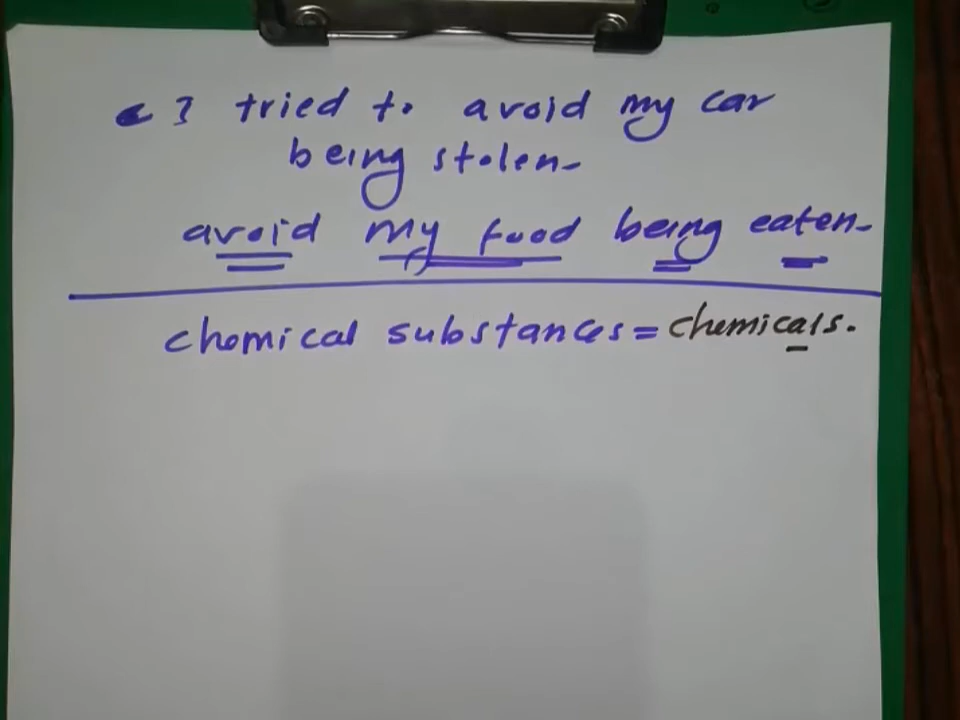 I tried to avoid my car
being stolen-
avoid my food being eaten-
chemical substances = chemicals.